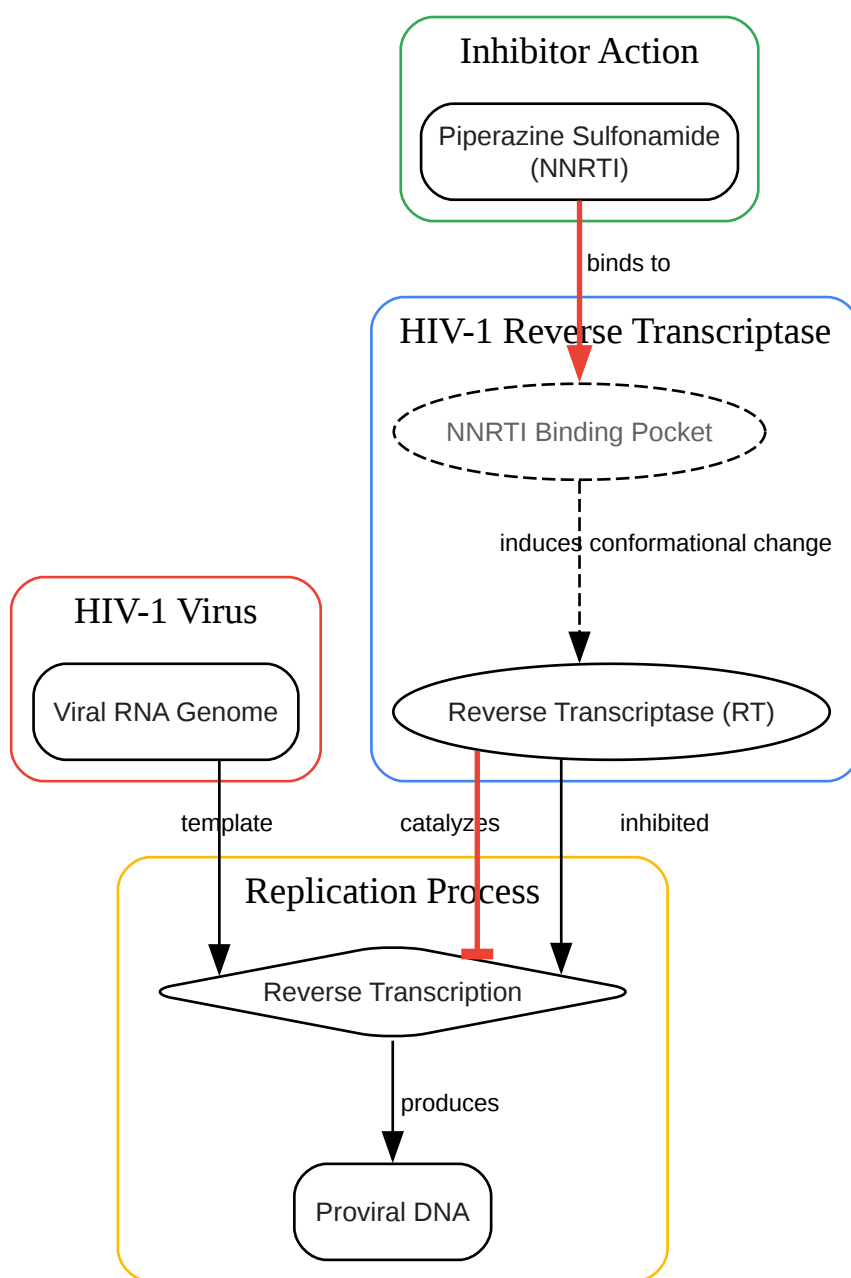 Inhibitor Action
Piperazine Sulfonamide
(NNRTI)
binds to
HIV-1 Reverse Transcriptase
NNRTI Binding Pocket
induces conformational change
HIV-1 Virus
Viral RNA Genome
Reverse Transcriptase (RT)
template
catalyzes
inhibited
Replication Process
Reverse Transcription
produces
Proviral DNA